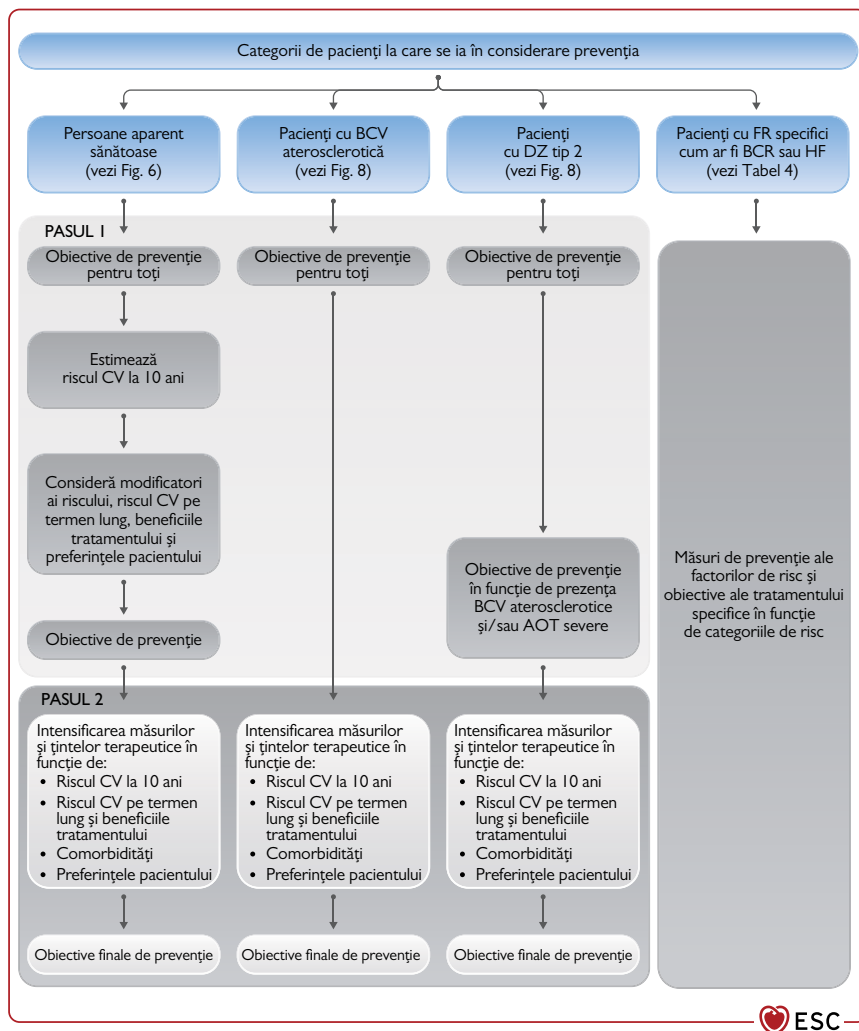 Categorii de pacienţi la care se ia în considerare prevenţia
Persoane aparent
sănătoase
(vezi Fig. 6)
Pacienţi cu BCV
aterosclerotică
(vezi Fig. 8)
Pacienţi
cu DZ tip 2
(vezi Fig. 8)
Pacienţi cu FR specifici
cum ar fi BCR sau HF
(vezi Tabel 4)
PASUL 1
Obiective de prevenţie
pentru toţi
Estimează
riscul CV la 10 ani
Consideră modificatori
ai riscului, riscul CV pe
termen lung, beneficiile
tratamentului şi
preferinţele pacientului
Obiective de prevenţie
Obiective de prevenţie
pentru toţi
Obiective de prevenţie
pentru toţi
Obiective de prevenţie
în funcţie de prezenţa
BCV aterosclerotice
şi/sau AOT severe
Măsuri de prevenţie ale
factorilor de risc şi
obiective ale tratamentului
specifice în funcţie
de categoriile de risc
PASUL 2
Intensificarea măsurilor
şi ţintelor terapeutice în
funcţie de:
• Riscul CV la 10 ani
• Riscul CV pe termen
lung şi beneficiile
tratamentului
• Comorbidităţi
• Preferinţele pacientului
Obiective finale de prevenţie
Intensificarea măsurilor
şi ţintelor terapeutice în
funcţie de:
• Riscul CV la 10 ani
• Riscul CV pe termen
lung şi beneficiile
tratamentului
• Comorbidităţi
• Preferinţele pacientului
Obiective finale de prevenţie
Intensificarea măsurilor
şi ţintelor terapeutice în
funcţie de:
• Riscul CV la 10 ani
• Riscul CV pe termen
lung şi beneficiile
tratamentului
• Comorbidităţi
• Preferinţele pacientului
Obiective finale de prevenţie
ESC